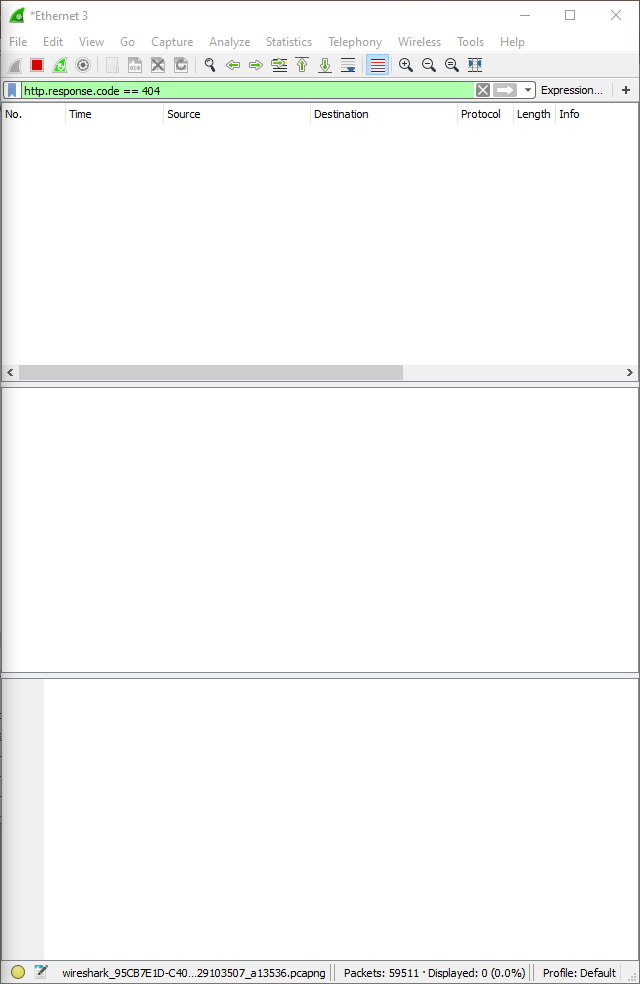 *Ethernet 3
File Edit View Go Capture Analyze Statistics Telephony Wireless Tools Help
http.response.code == 404 Expression... +
No. Time Source Destination Protocol Length Info
wireshark_95CB7E1D-C40...29103507_a13536.pcapng Packets: 59511 · Displayed: 0 (0.0%) Profile: Default